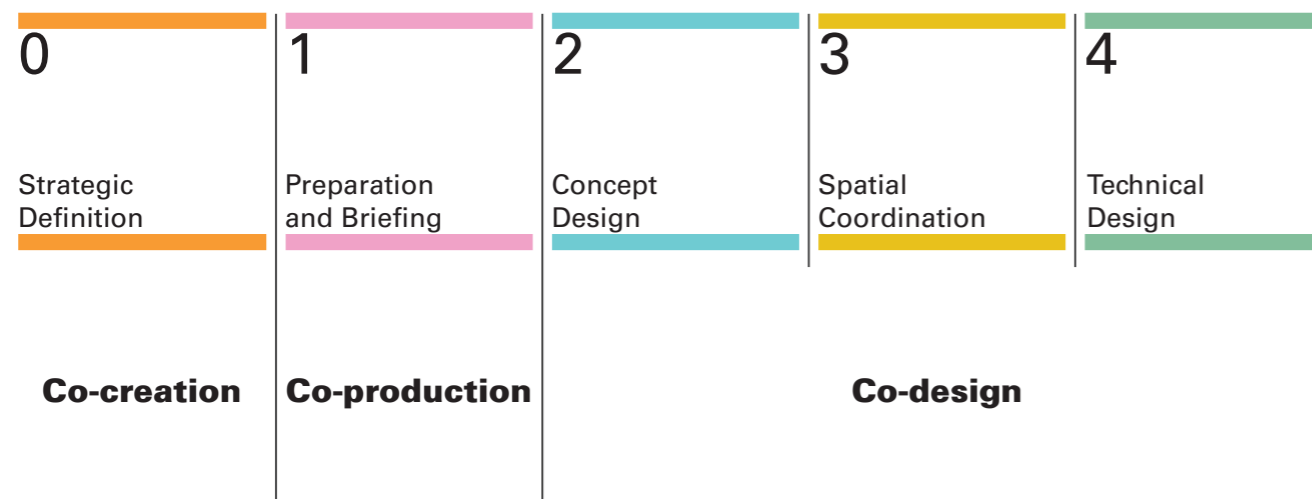 0
1
2
3
4
Strategic
Definition
Preparation
and Briefing
Concept
Design
Spatial
Coordination
Technical
Design
Co-creation
Co-production
Co-design